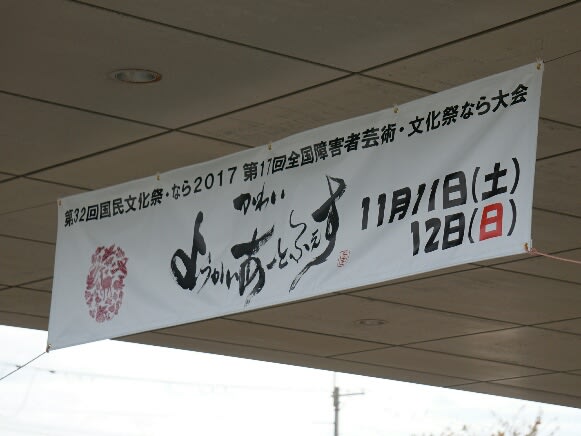 第32回国民文化祭・なら2017 第17回全国障害者芸術・文化祭なら大会
かわい
ようかいあーとふぇす
11月11日(土)
12日(日)